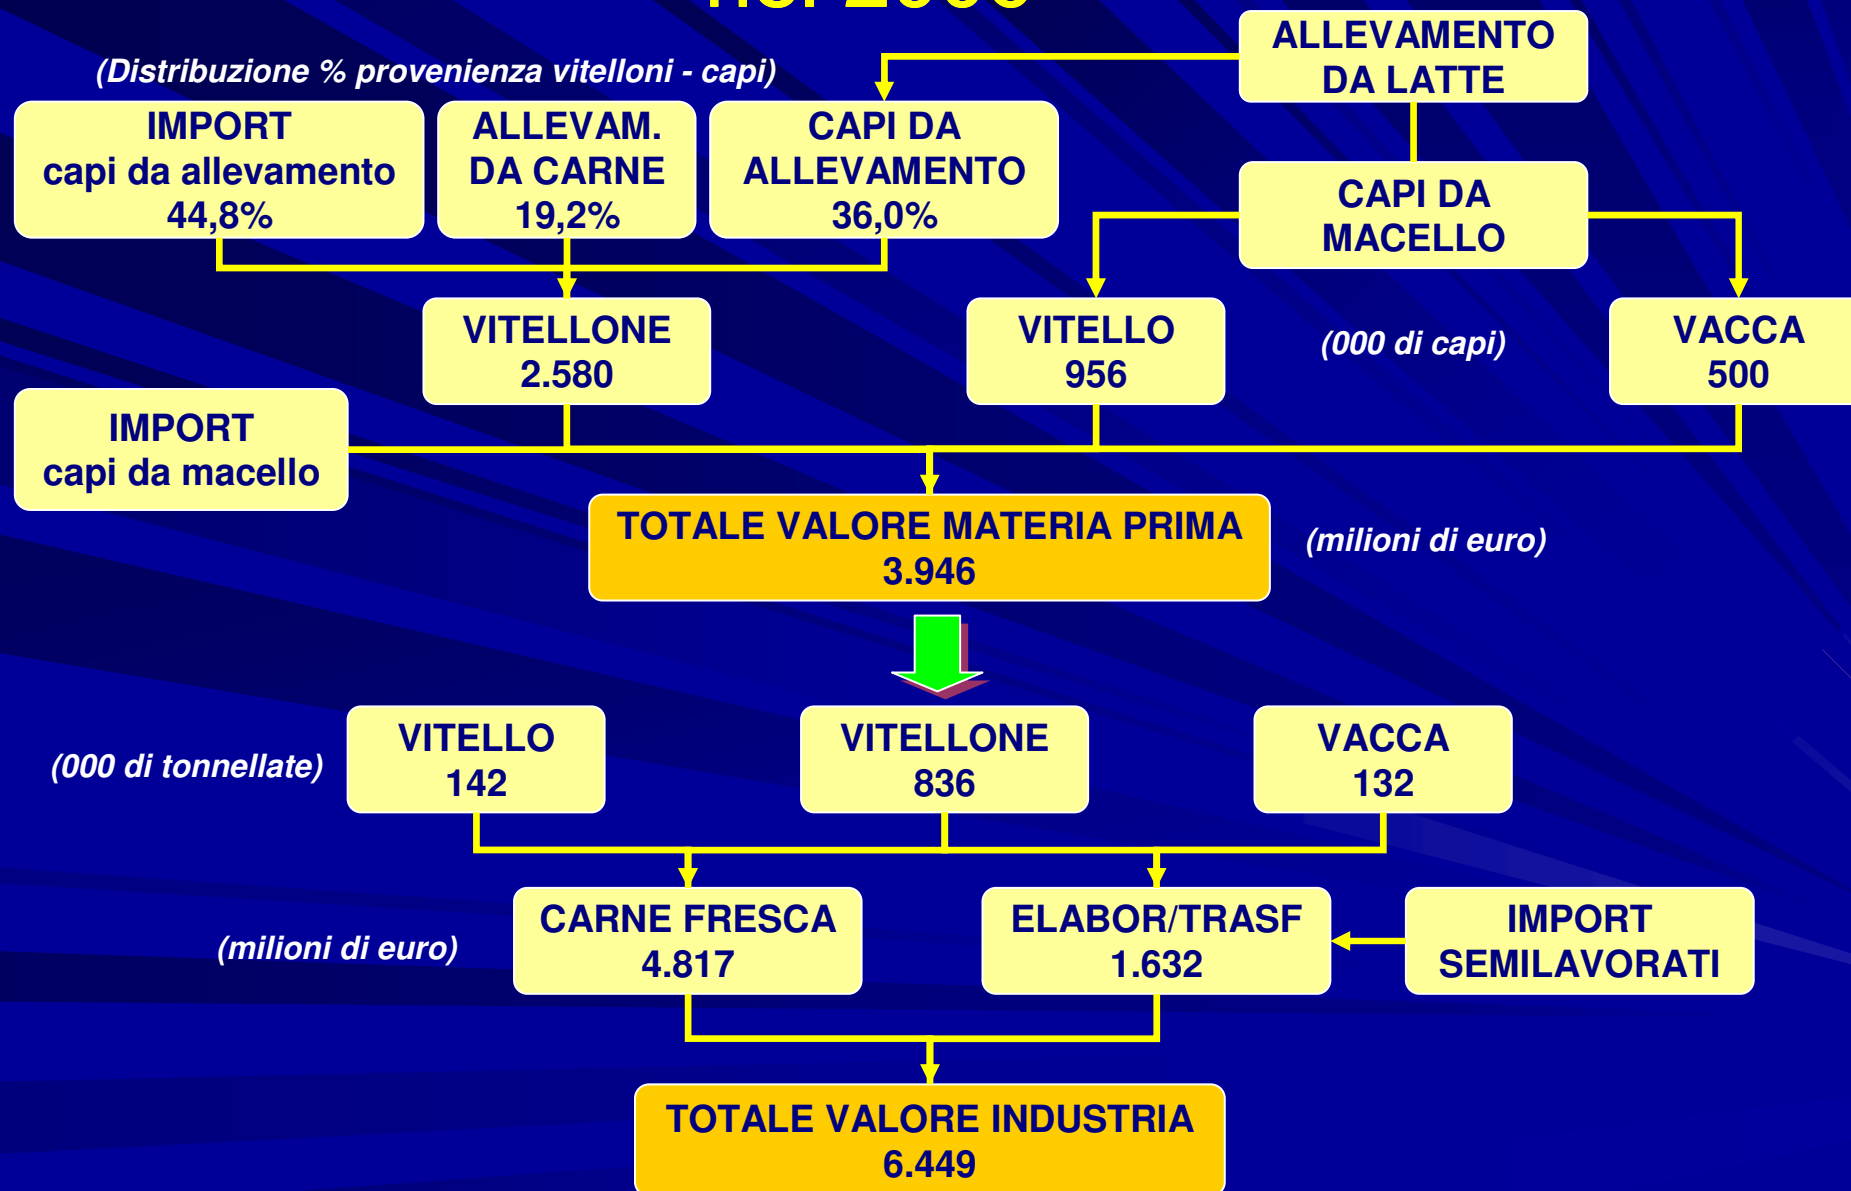 ALLEVAMENTO
DA LATTE
(Distribuzione % provenienza vitelloni - capi)
IMPORT
capi da allevamento
44,8%
ALLEVAM.
DA CARNE
19,2%
CAPI DA
ALLEVAMENTO
36,0%
CAPI DA
MACELLO
VITELLONE
2.580
VITELLO
956
(000 di capi)
VACCA
500
IMPORT
capi da macello
TOTALE VALORE MATERIA PRIMA
3.946
(milioni di euro)
(000 di tonnellate)
VITELLO
142
VITELLONE
836
VACCA
132
(milioni di euro)
CARNE FRESCA
4.817
ELABOR/TRASF
1.632
IMPORT
SEMILAVORATI
TOTALE VALORE INDUSTRIA
6.449